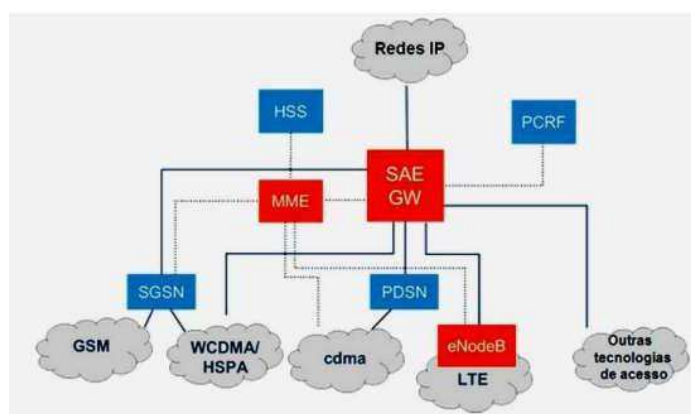 Redes IP
HSS
PCRF
SAE
GW
MME
SGSN
PDSN
GSM
WCDMA/
HSPA
cdma
eNodeB
LTE
Outras
tecnologias
de acesso